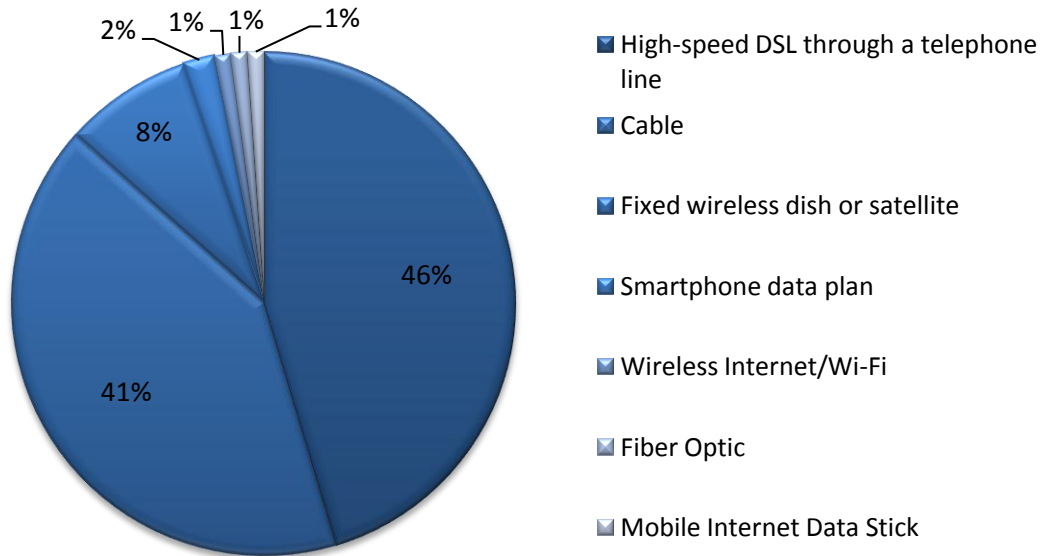 2%
1%
1%
1%
8%
46%
41%
High-speed DSL through a telephone
line
Cable
Fixed wireless dish or satellite
Smartphone data plan
Wireless Internet/Wi-Fi
Fiber Optic
Mobile Internet Data Stick